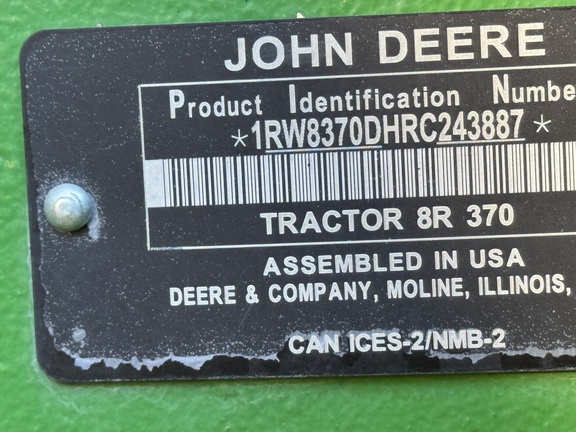 JOHN DEERE
Product Identification Numbe
*1RW8370DHRC243887*
TRACTOR 8R 370
ASSEMBLED IN USA
DEERE & COMPANY, MOLINE, ILLINOIS,
CAN ICES-2/NMB-2